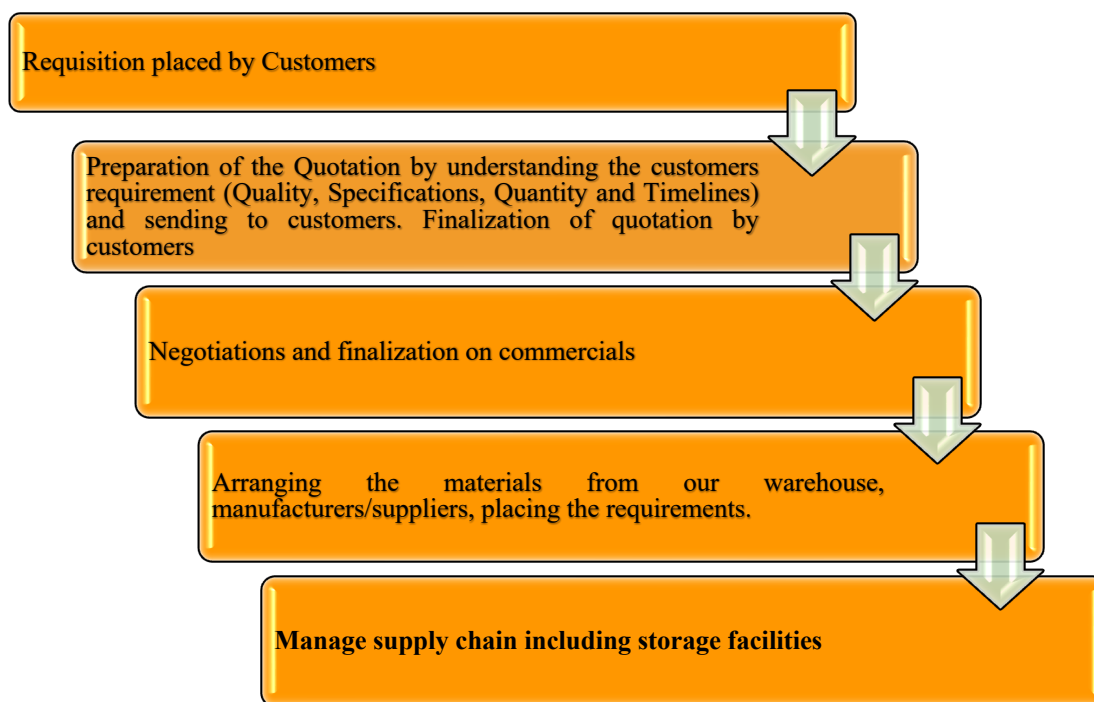 Requisition placed by Customers
Preparation of the Quotation by understanding the customers
requirement (Quality, Specifications, Quantity and Timelines)
and sending to customers. Finalization of quotation by
customers
Negotiations and finalization on commercials
Arranging the materials from our warehouse,
manufacturers/suppliers, placing the requirements.
Manage supply chain including storage facilities